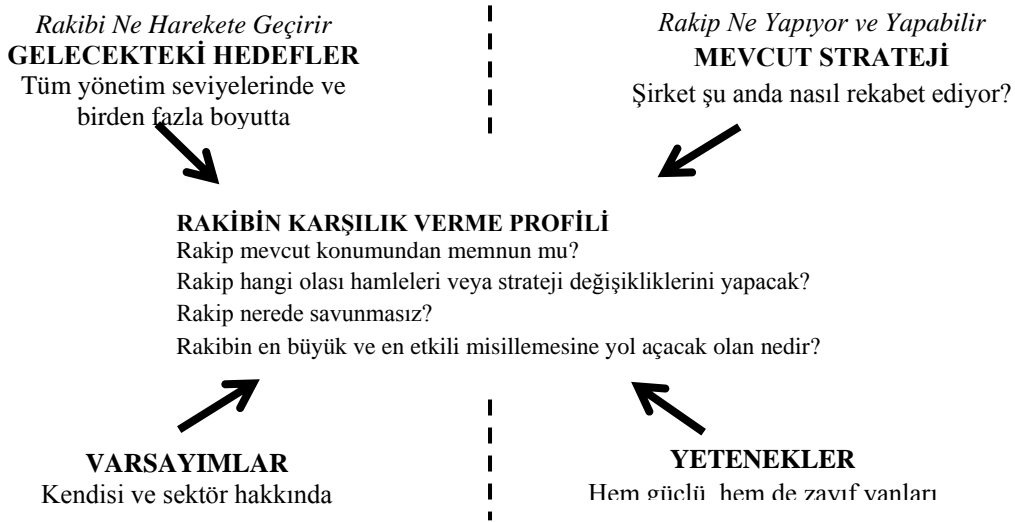 Rakibi Ne Harekete Geçirir
GELECEKTEKİ HEDEFLER
Tüm yönetim seviyelerinde ve
birden fazla boyutta
Rakip Ne Yapıyor ve Yapabilir
MEVCUT STRATEJİ
Şirket şu anda nasıl rekabet ediyor?
RAKİBİN KARŞILIK VERME PROFİLİ
Rakip mevcut konumundan memnun mu?
Rakip hangi olası hamleleri veya strateji değişikliklerini yapacak?
Rakip nerede savunmasız?
Rakibin en büyük ve en etkili misillemesine yol açacak olan nedir?
VARSAYIMLAR
Kendisi ve sektör hakkında
YETENEKLER
Hem güçlü hem de zayıf yanları